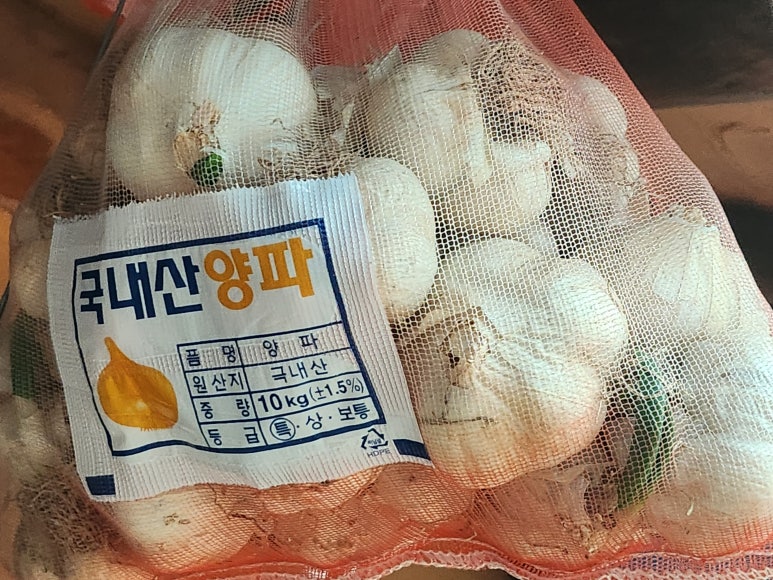 국내산양파
품 명 양 파
원산지 국내산
중 량 10kg(±1.5%)
등 급 특·상·보통
HDPE